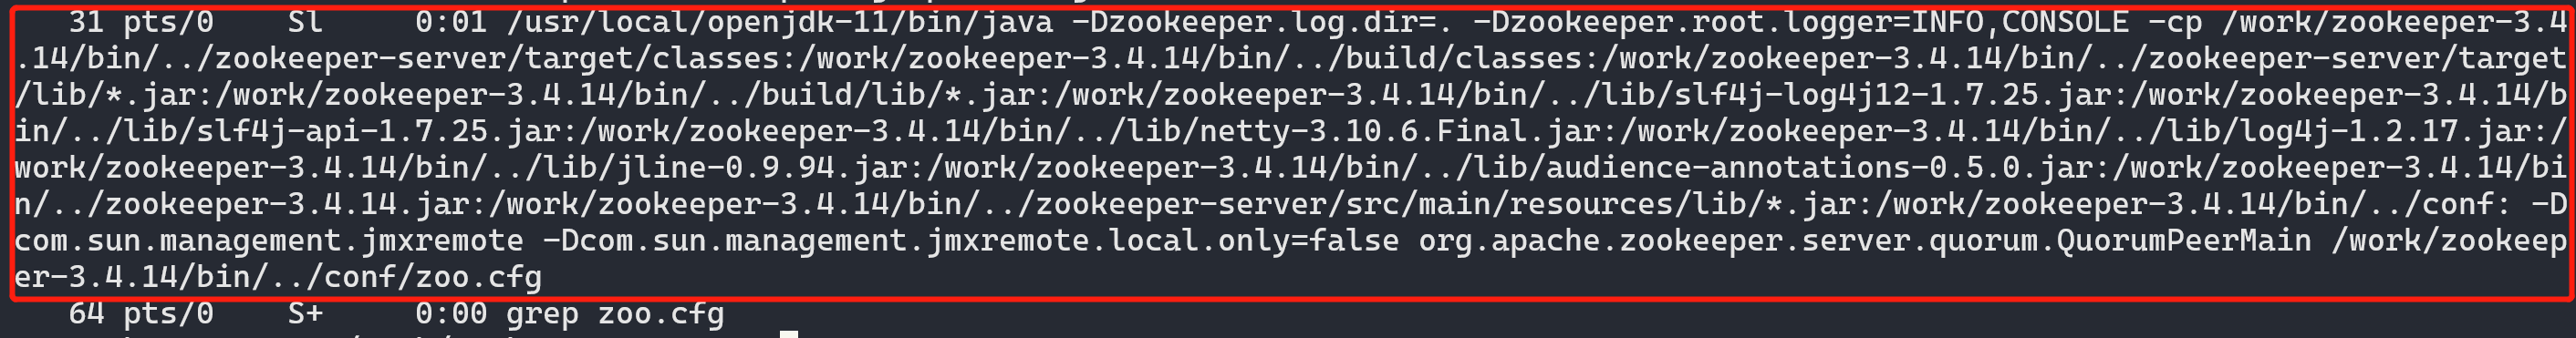 31 pts/0    Sl     0:01 /usr/local/openjdk-11/bin/java -Dzookeeper.log.dir=. -Dzookeeper.root.logger=INFO,CONSOLE -cp /work/zookeeper-3.4
.14/bin/../zookeeper-server/target/classes:/work/zookeeper-3.4.14/bin/../build/classes:/work/zookeeper-3.4.14/bin/../zookeeper-server/target
/lib/*.jar:/work/zookeeper-3.4.14/bin/../build/lib/*.jar:/work/zookeeper-3.4.14/bin/../lib/slf4j-log4j12-1.7.25.jar:/work/zookeeper-3.4.14/b
in/../lib/slf4j-api-1.7.25.jar:/work/zookeeper-3.4.14/bin/../lib/netty-3.10.6.Final.jar:/work/zookeeper-3.4.14/bin/../lib/log4j-1.2.17.jar:/
work/zookeeper-3.4.14/bin/../lib/jline-0.9.94.jar:/work/zookeeper-3.4.14/bin/../lib/audience-annotations-0.5.0.jar:/work/zookeeper-3.4.14/bi
n/../zookeeper-3.4.14.jar:/work/zookeeper-3.4.14/bin/../zookeeper-server/src/main/resources/lib/*.jar:/work/zookeeper-3.4.14/bin/../conf: -D
com.sun.management.jmxremote -Dcom.sun.management.jmxremote.local.only=false org.apache.zookeeper.server.quorum.QuorumPeerMain /work/zookeep
er-3.4.14/bin/../conf/zoo.cfg
64 pts/0    S+     0:00 grep zoo.cfg